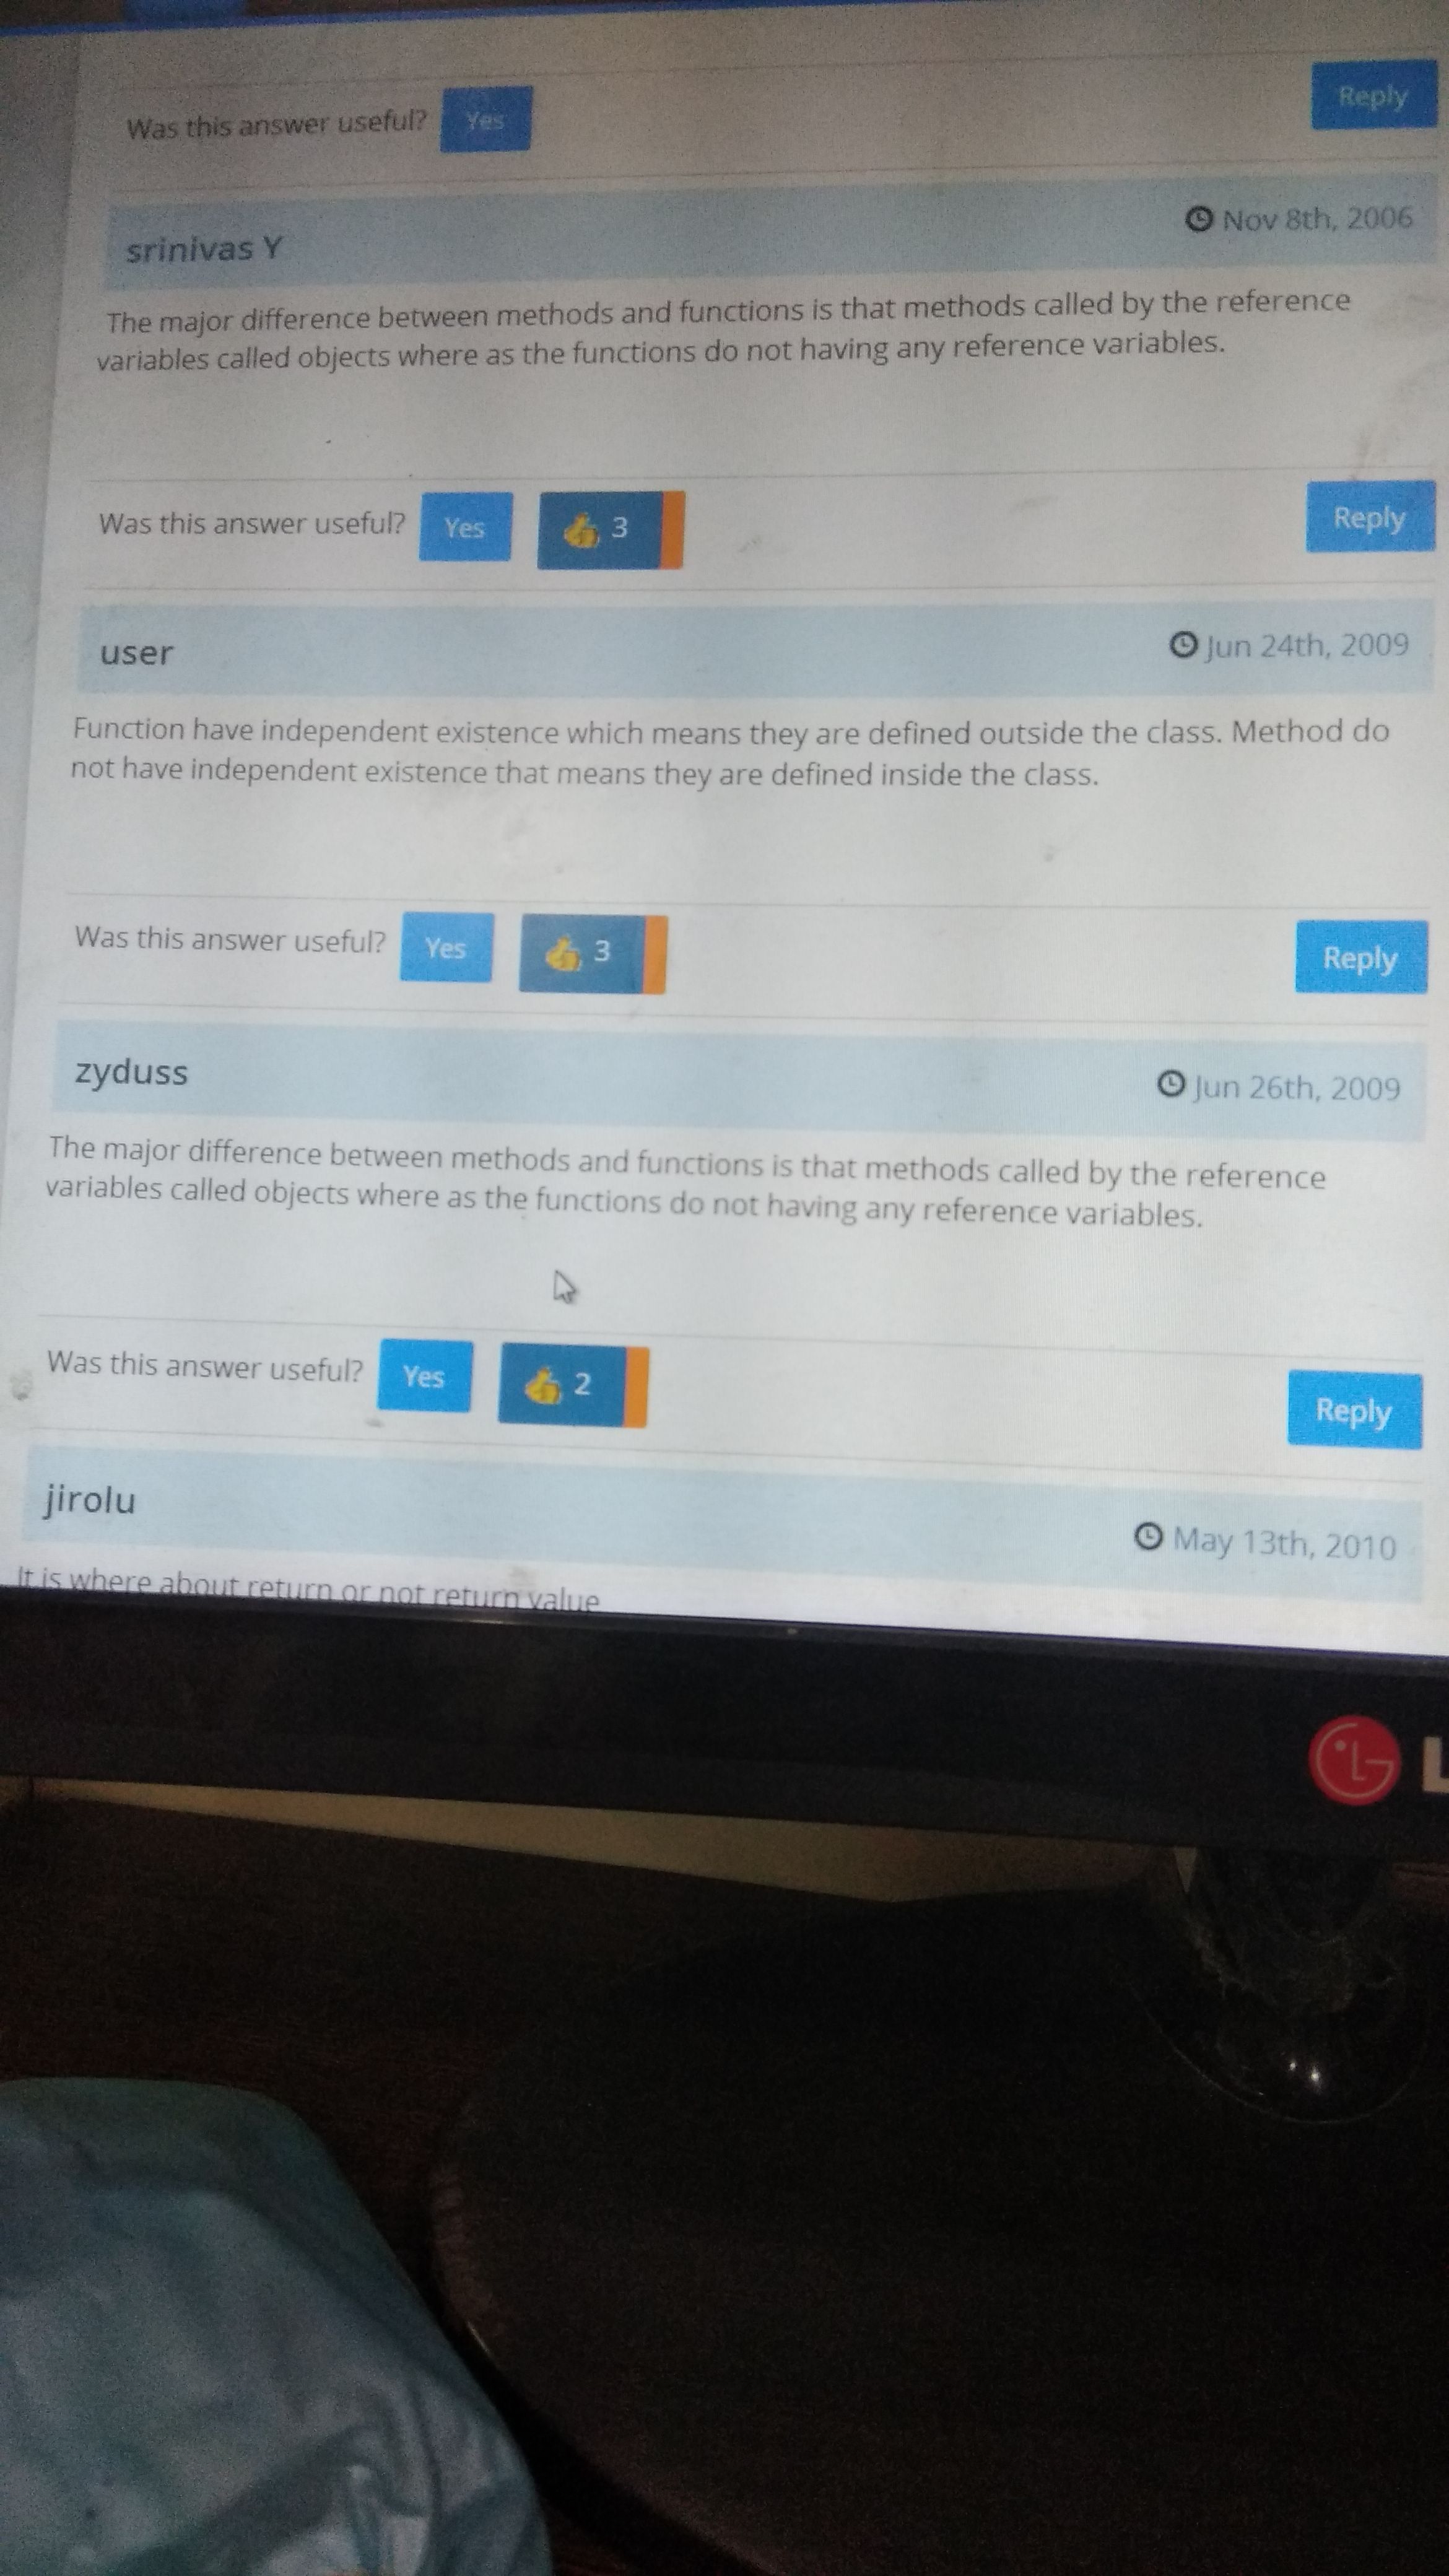 Was this answer useful? Yes Reply
srinivas Y Nov 8th, 2006
The major difference between methods and functions is that methods called by the reference
variables called objects where as the functions do not having any reference variables.
Was this answer useful? Yes 3 Reply
user Jun 24th, 2009
Function have independent existence which means they are defined outside the class. Method do
not have independent existence that means they are defined inside the class.
Was this answer useful? Yes 3 Reply
zyduss Jun 26th, 2009
The major difference between methods and functions is that methods called by the reference
variables called objects where as the functions do not having any reference variables.
Was this answer useful? Yes 2 Reply
jirolu May 13th, 2010
It is where about return or not return value
LG L